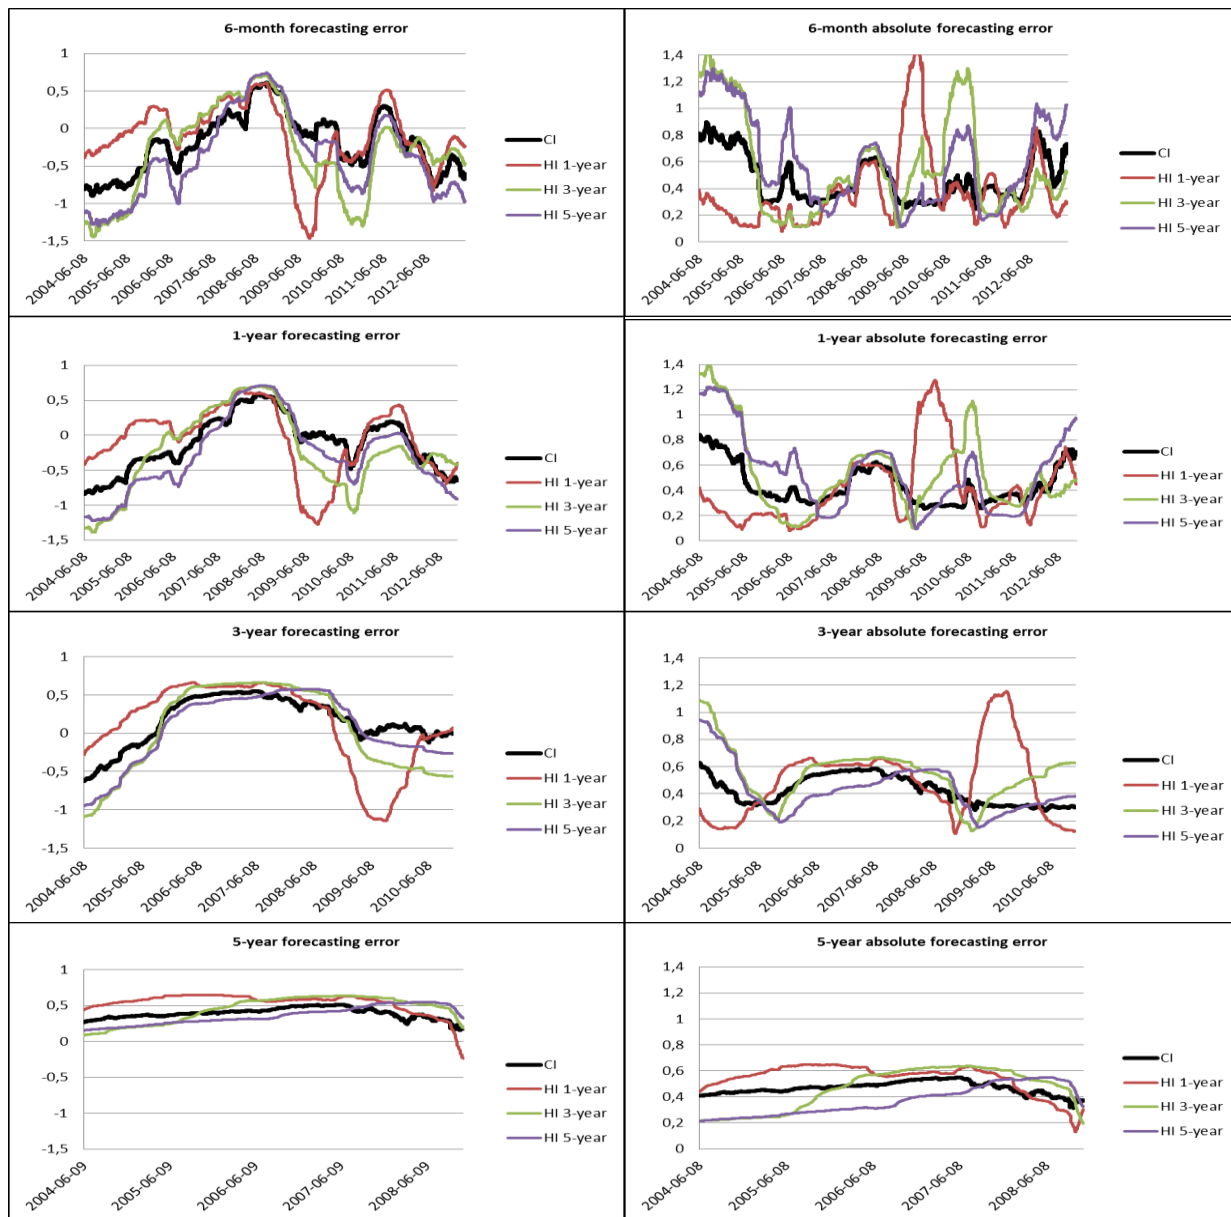 6-month forecasting error
1
0,5
0
-0,5
-1
-1,5
2004-06-08
2005-06-08
2006-06-08
2007-06-08
2008-06-08
2009-06-08
2010-06-08
2011-06-08
2012-06-08
CI
HI 1-year
HI 3-year
HI 5-year
6-month absolute forecasting error
1,4
1,2
1
0,8
0,6
0,4
0,2
0
2004-06-08
2005-06-08
2006-06-08
2007-06-08
2008-06-08
2009-06-08
2010-06-08
2011-06-08
2012-06-08
CI
HI 1-year
HI 3-year
HI 5-year
1-year forecasting error
1
0,5
0
-0,5
-1
-1,5
2004-06-08
2005-06-08
2006-06-08
2007-06-08
2008-06-08
2009-06-08
2010-06-08
2011-06-08
2012-06-08
CI
HI 1-year
HI 3-year
HI 5-year
1-year absolute forecasting error
1,4
1,2
1
0,8
0,6
0,4
0,2
0
2004-06-08
2005-06-08
2006-06-08
2007-06-08
2008-06-08
2009-06-08
2010-06-08
2011-06-08
2012-06-08
CI
HI 1-year
HI 3-year
HI 5-year
3-year forecasting error
1
0,5
0
-0,5
-1
-1,5
2004-06-08
2005-06-08
2006-06-08
2007-06-08
2008-06-08
2009-06-08
2010-06-08
CI
HI 1-year
HI 3-year
HI 5-year
3-year absolute forecasting error
1,4
1,2
1
0,8
0,6
0,4
0,2
0
2004-06-08
2005-06-08
2006-06-08
2007-06-08
2008-06-08
2009-06-08
2010-06-08
CI
HI 1-year
HI 3-year
HI 5-year
5-year forecasting error
1
0,5
0
-0,5
1
-1,5
2004-06-09
2005-06-09
2006-06-09
2007-06-09
2008-06-09
CI
HI 1-year
HI 3-year
HI 5-year
5-year absolute forecasting error
1,4
1,2
1
0,8
0,6
0,4
0,2
0
2004-06-08
2005-06-08
2006-06-08
2007-06-08
2008-06-08
CI
HI 1-year
HI 3-year
HI 5-year